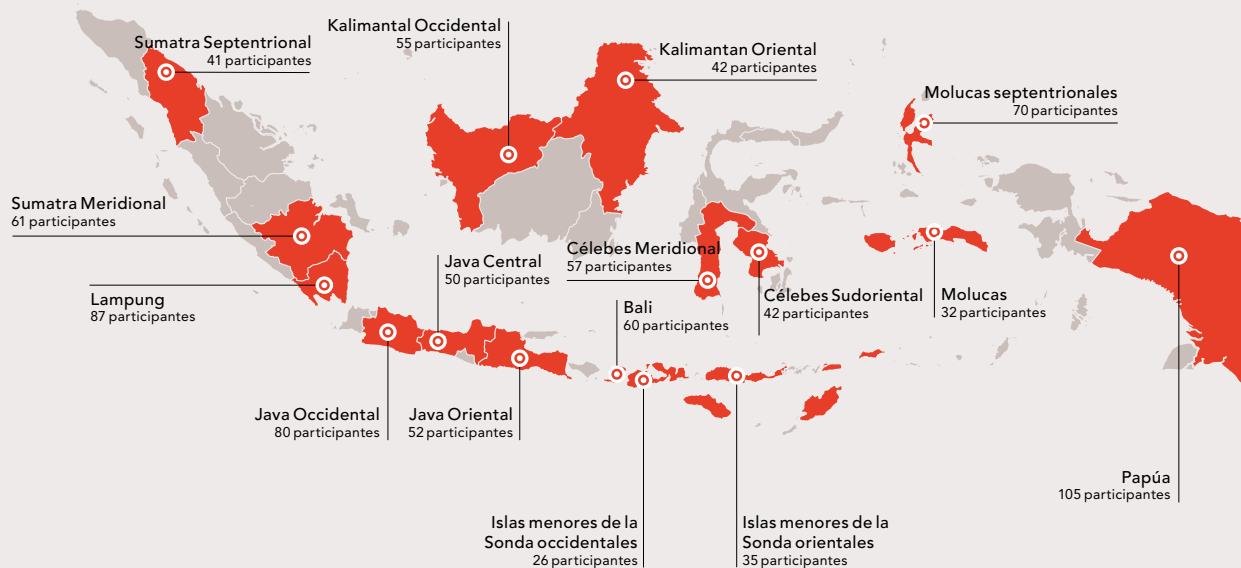 Kalimantal Occidental
55 participantes
Sumatra Septentrional
41 participantes
Kalimantan Oriental
42 participantes
Molucas septentrionales
70 participantes
Sumatra Meridional
61 participantes
Java Central
50 participantes
Célebes Meridional
57 participantes
Lampung
87 participantes
Bali
60 participantes
Célebes Sudoriental
42 participantes
Molucas
32 participantes
Java Occidental
80 participantes
Java Oriental
52 participantes
Papúa
105 participantes
Islas menores de la
Sonda occidentales
26 participantes
Islas menores de la
Sonda orientales
35 participantes